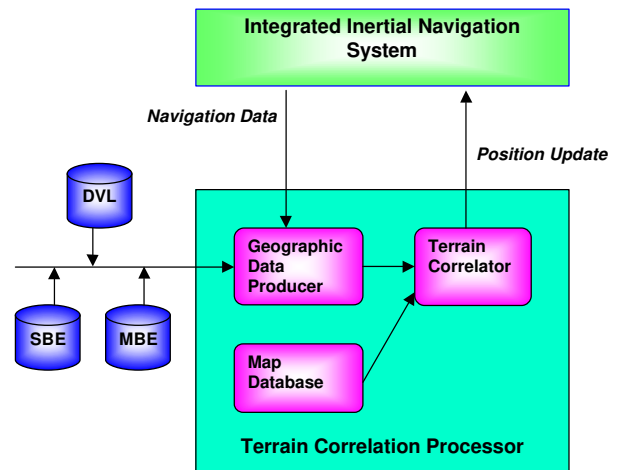 Integrated Inertial Navigation
System
Navigation Data
Position Update
DVL
Geographic
Data
Producer
Terrain
Correlator
SBE
MBE
Map
Database
Terrain Correlation Processor